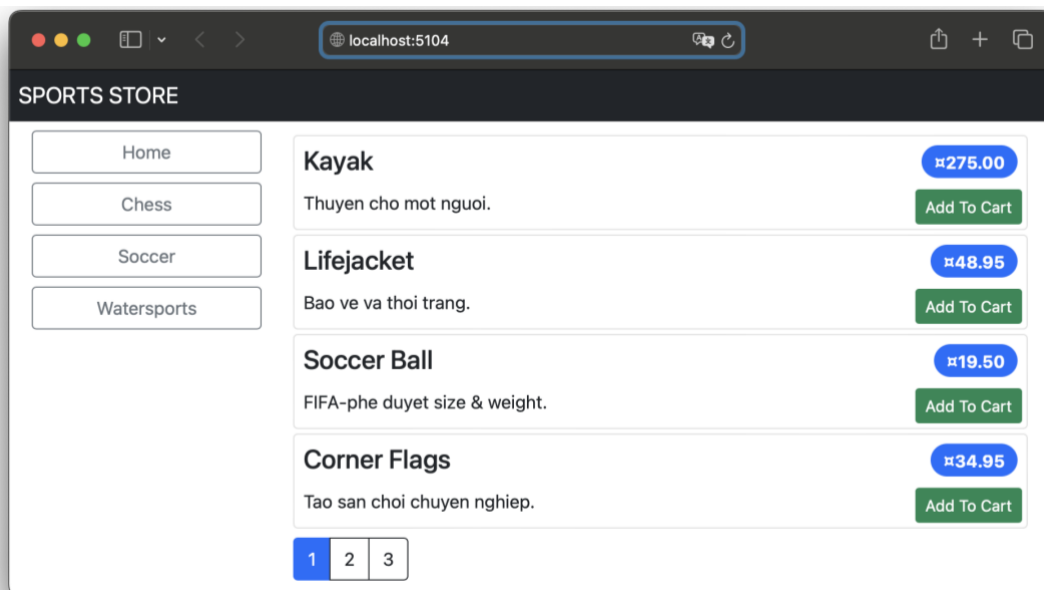 localhost:5104
SPORTS STORE
Home
Chess
Soccer
Watersports
Kayak
¤275.00
Thuyen cho mot nguoi.
Add To Cart
Lifejacket
¤48.95
Bao ve va thoi trang.
Add To Cart
Soccer Ball
¤19.50
FIFA-phe duyet size & weight.
Add To Cart
Corner Flags
¤34.95
Tao san choi chuyen nghiep.
Add To Cart
1 2 3